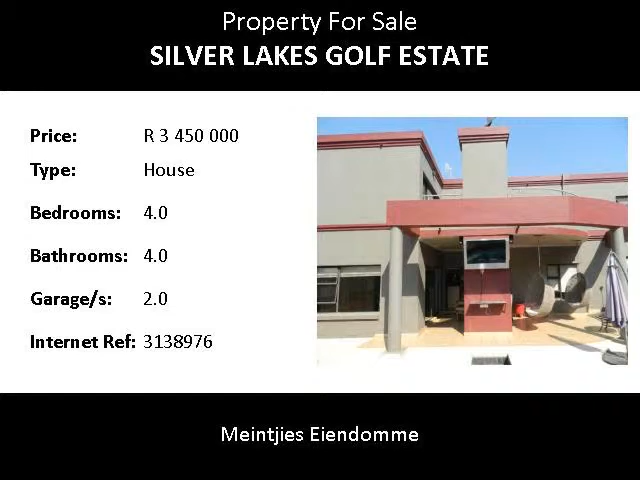 Property For Sale
SILVER LAKES GOLF ESTATE
Price: R 3 450 000
Type: House
Bedrooms: 4.0
Bathrooms: 4.0
Garage/s: 2.0
Internet Ref: 3138976
Meintjies Eiendomme